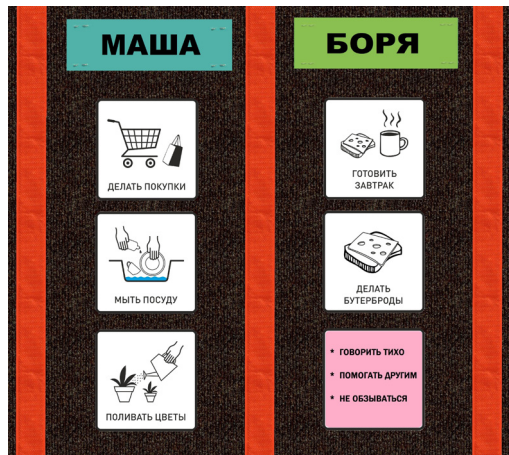 МАША
ДЕЛАТЬ ПОКУПКИ
МЫТЬ ПОСУДУ
ПОЛИВАТЬ ЦВЕТЫ
БОРЯ
ГОТОВИТЬ
ЗАВТРАК
ДЕЛАТЬ
БУТЕРБРОДЫ
* ГОВОРИТЬ ТИХО
* ПОМОГАТЬ ДРУГИМ
* НЕ ОБЗЫВАТЬСЯ